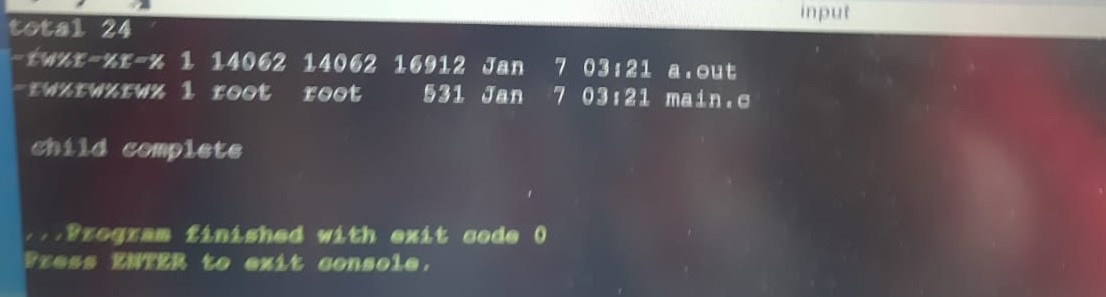 input
total 24
-rwxr-xr-x 1 14062 14062 16912 Jan  7 03:21 a.out
-rwxrwxrwx 1 root  root    531 Jan  7 03:21 main.c
child complete
...Program finished with exit code 0
Press ENTER to exit console.